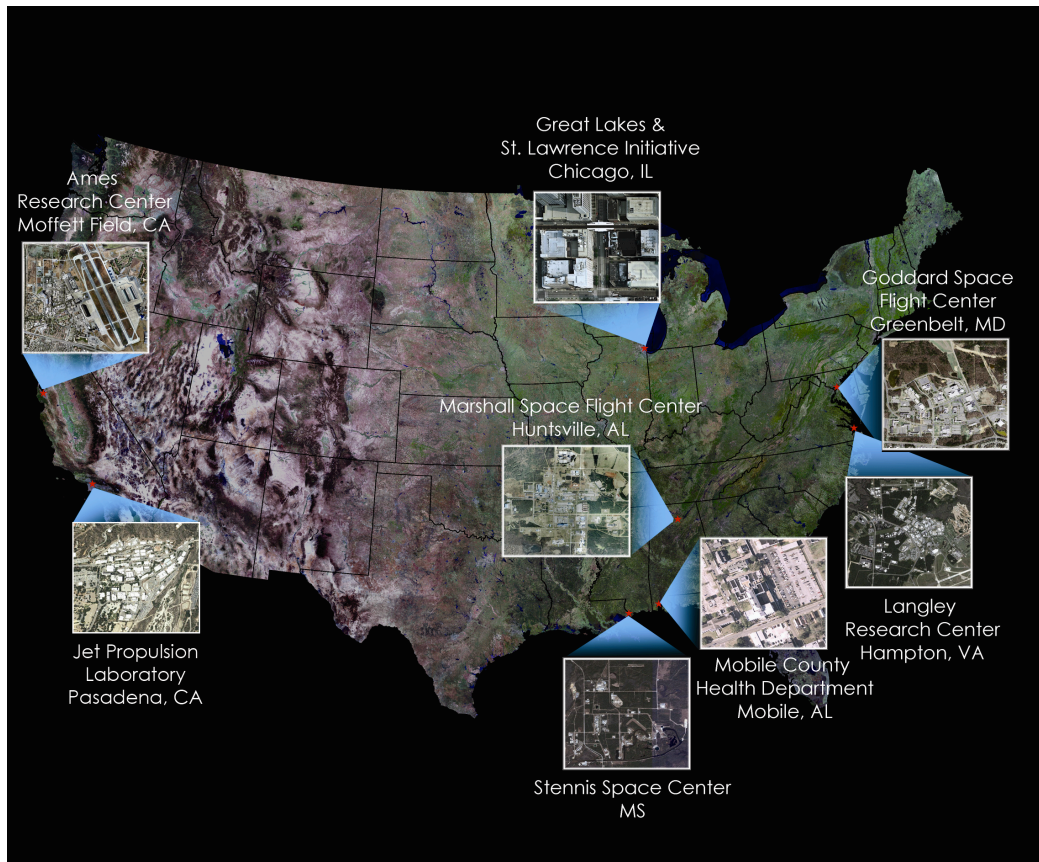 Great Lakes &
St. Lawrence Initiative
Chicago, IL
Ames
Research Center
Moffett Field, CA
Goddard Space
Flight Center
Greenbelt, MD
Marshall Space Flight Center
Huntsville, AL
Langley
Research Center
Hampton, VA
Jet Propulsion
Laboratory
Pasadena, CA
Mobile County
Health Department
Mobile, AL
Stennis Space Center
MS